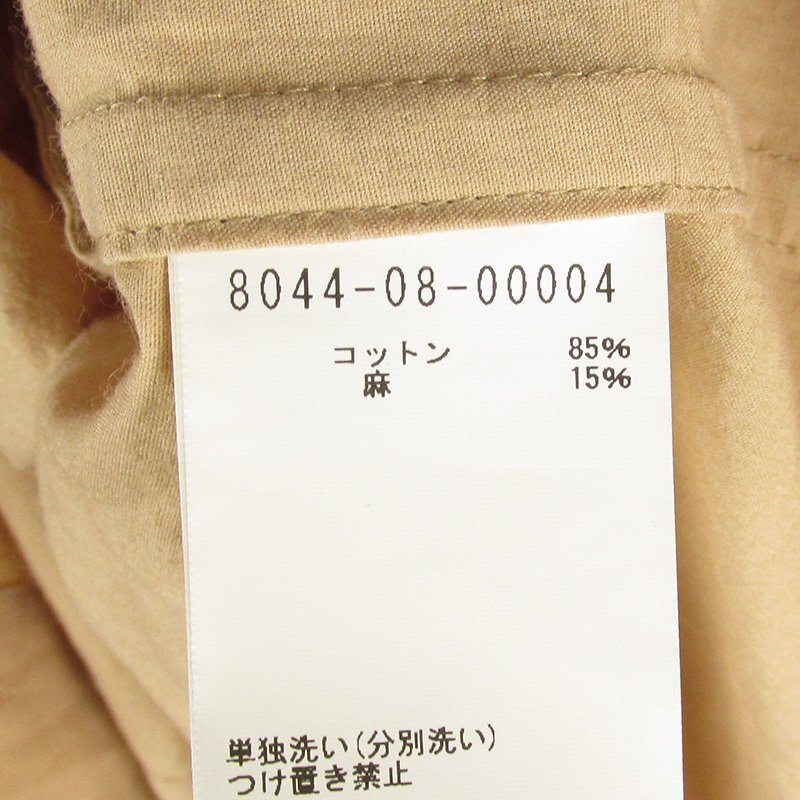 8044-08-00004
コットン 85%
麻 15%
単独洗い(分別洗い)
つけ置き禁止